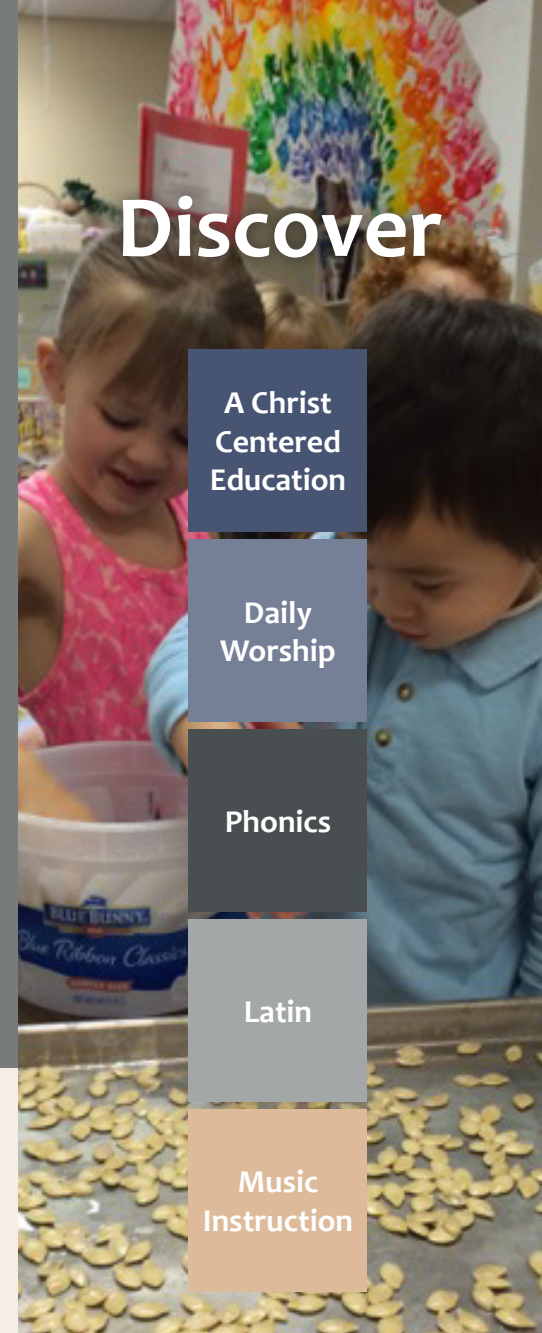 Discover
A Christ
Centered
Education
Daily
Worship
Phonics
Latin
Music
Instruction
BLUE BUNNY
Blue Ribbon Classics